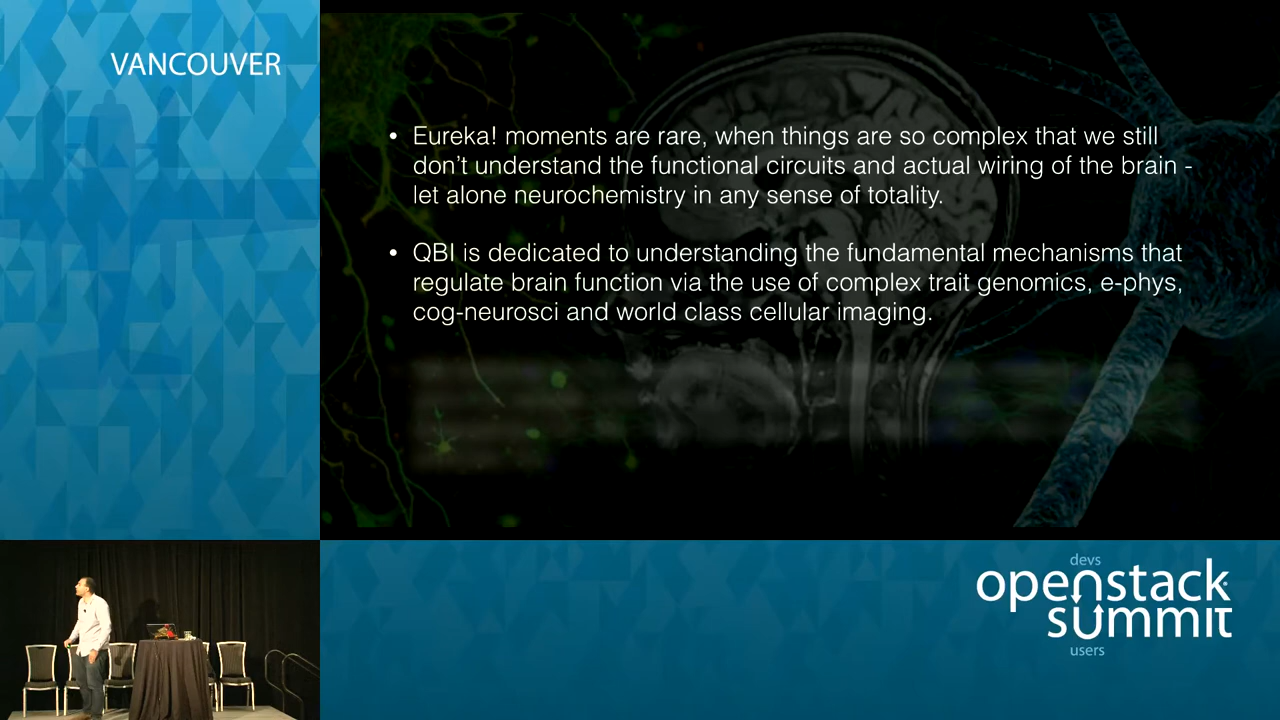 VANCOUVER
• Eureka! moments are rare, when things are so complex that we still
don’t understand the functional circuits and actual wiring of the brain -
let alone neurochemistry in any sense of totality.
• QBI is dedicated to understanding the fundamental mechanisms that
regulate brain function via the use of complex trait genomics, e-phys,
cog-neurosci and world class cellular imaging.
devs
openstack
summit
users